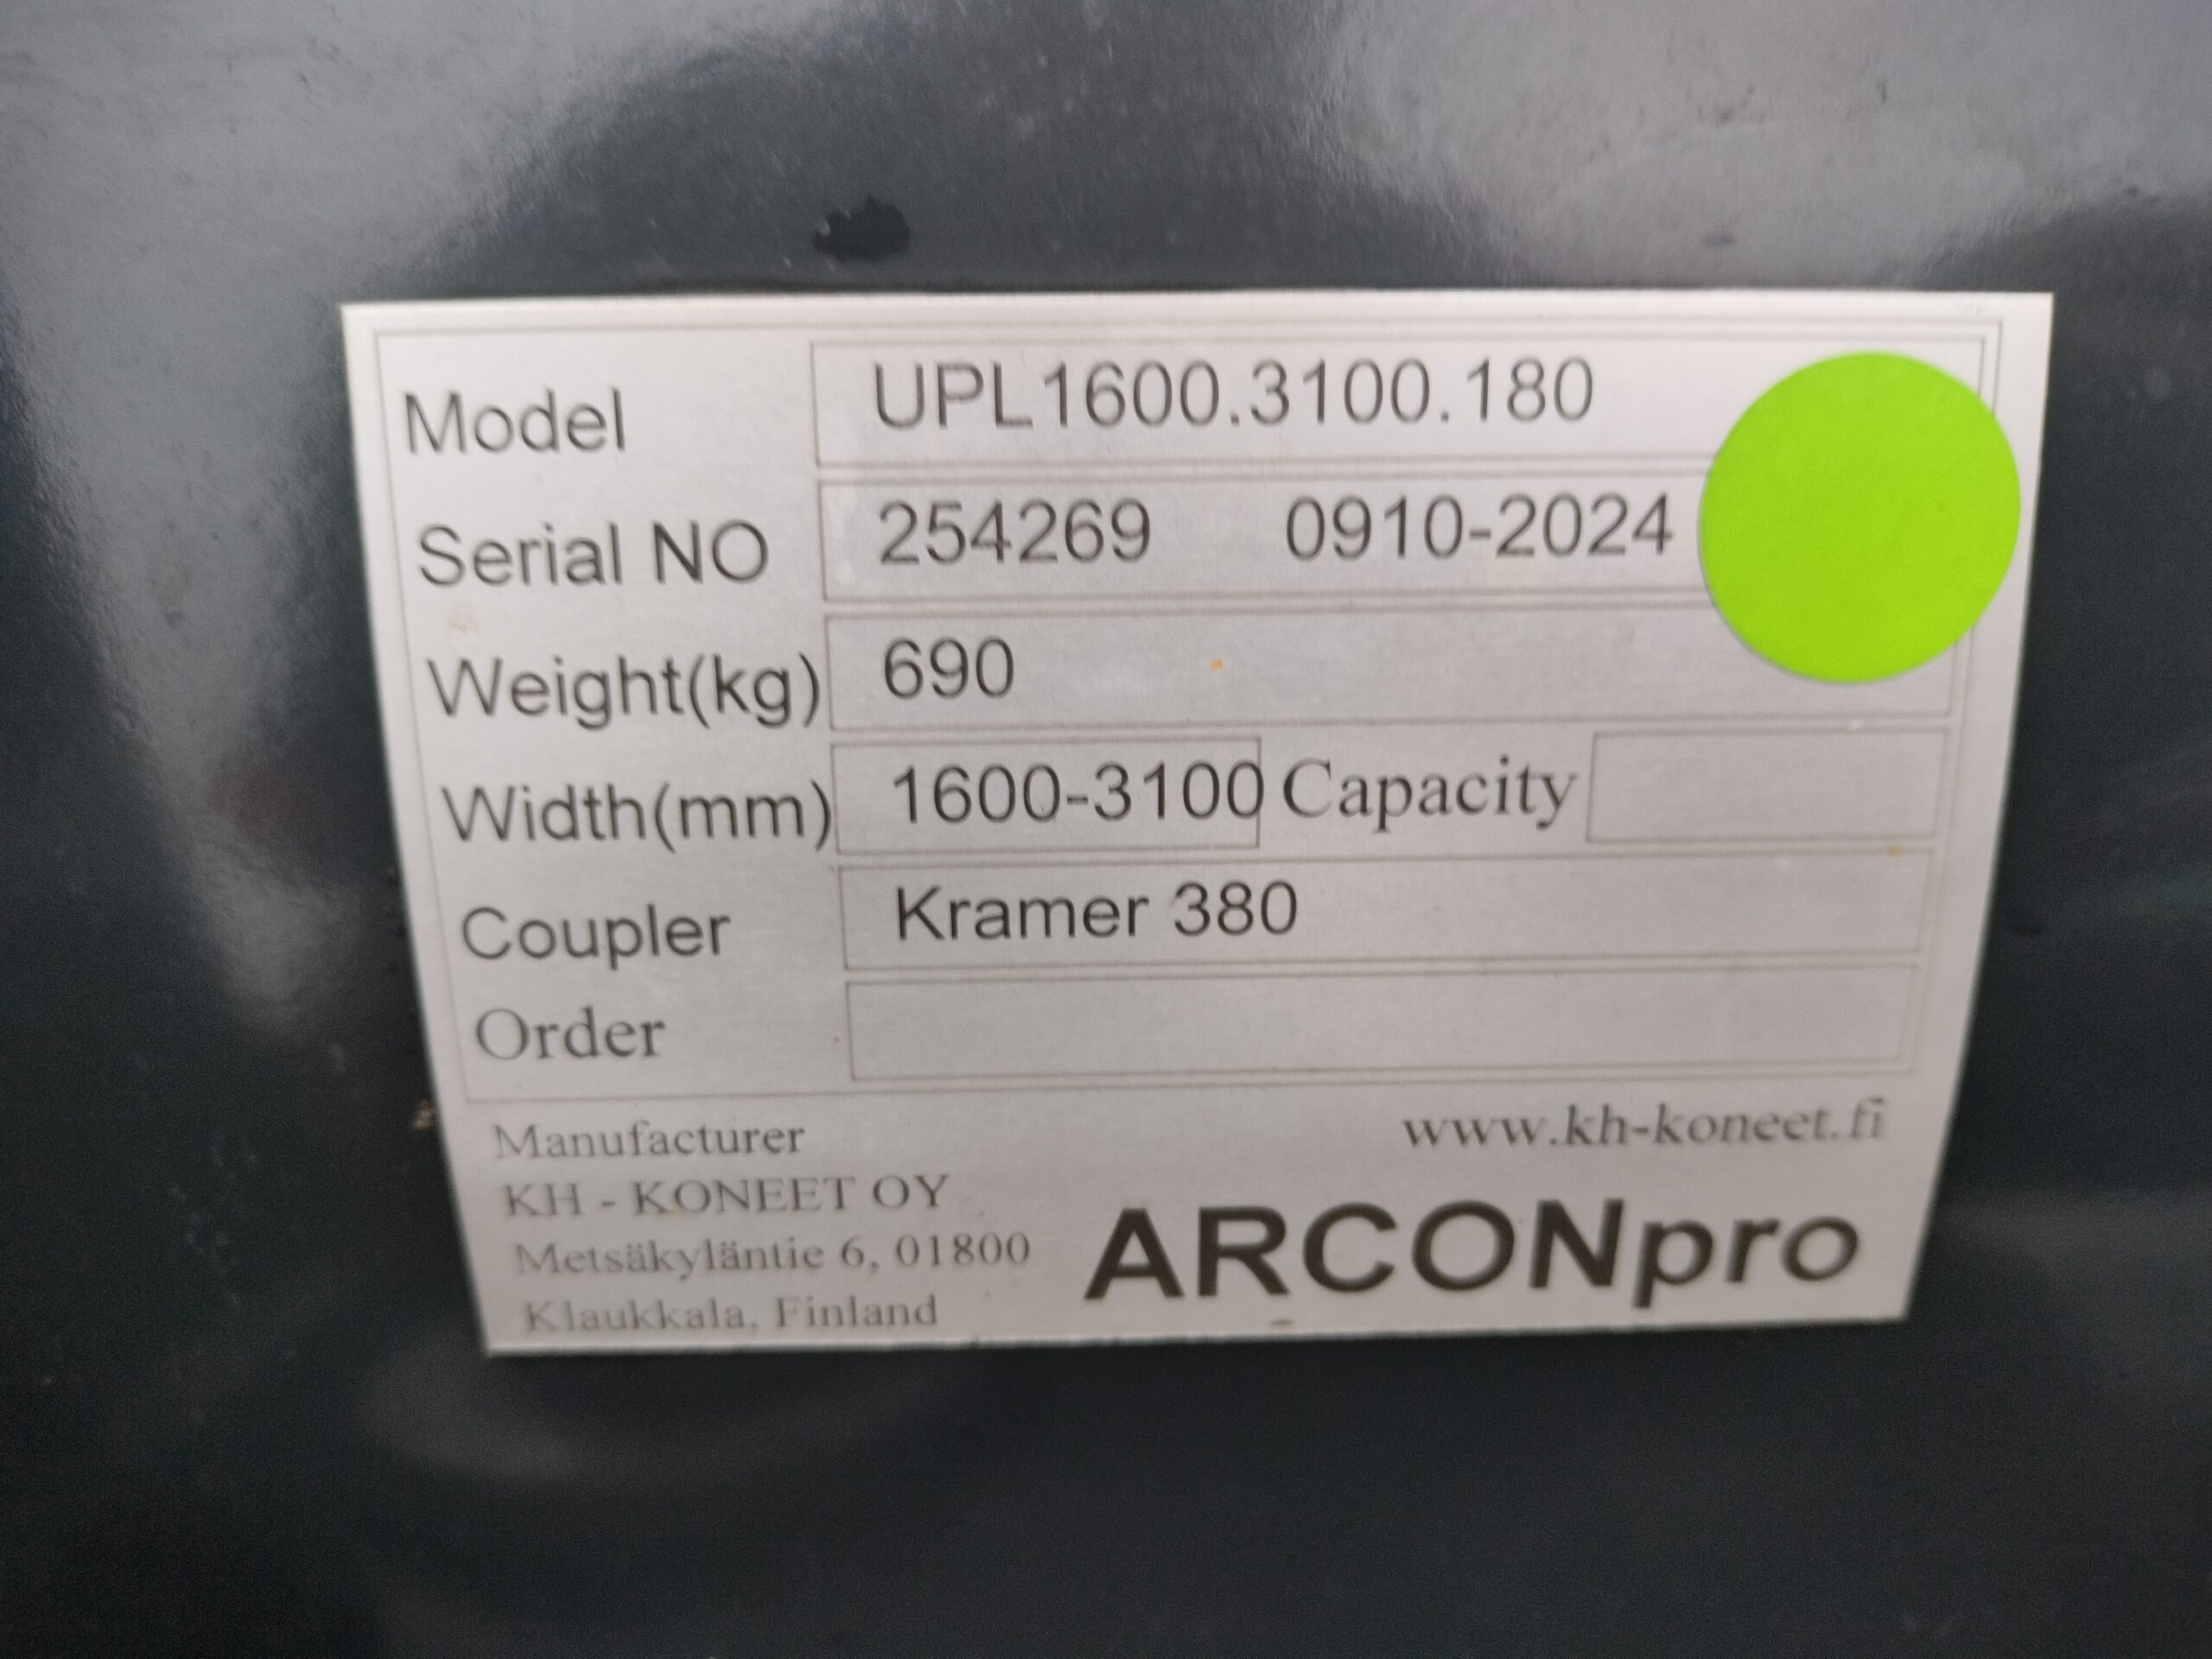 Model UPL1600.3100.180
Serial NO 254269 0910-2024
Weight(kg) 690
Width(mm) 1600-3100 Capacity
Coupler Kramer 380
Order
Manufacturer
www.kh-koneet.fi
KH - KONEET OY
Metsäkyläntie 6, 01800
Klaukkala, Finland
ARCONpro